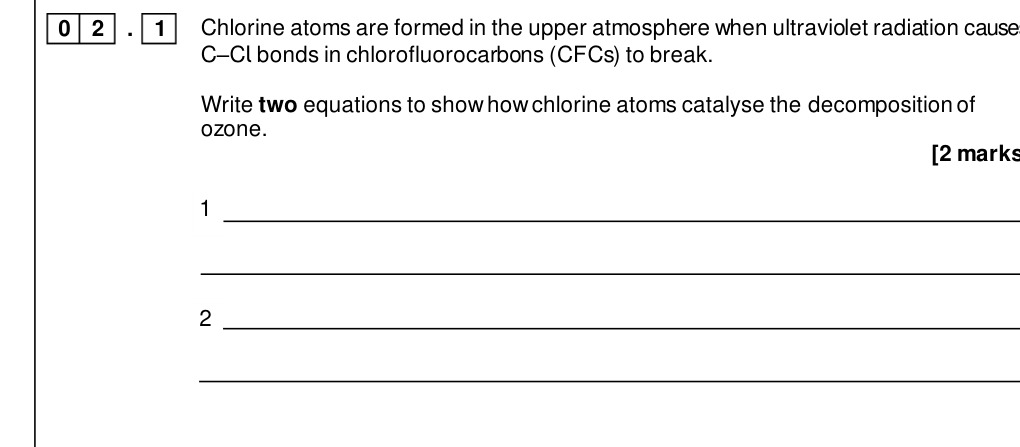 0 2 . 1 Chlorine atoms are formed in the upper atmosphere when ultraviolet radiation causes
C–Cl bonds in chlorofluorocarbons (CFCs) to break.
Write two equations to show how chlorine atoms catalyse the decomposition of
ozone.
[2 marks
1
2